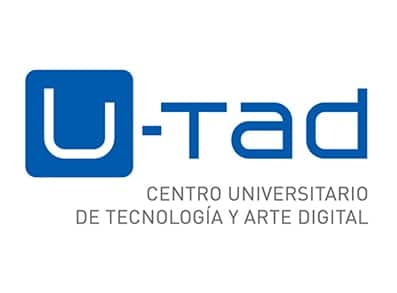 U-tad
CENTRO UNIVERSITARIO
DE TECNOLOGÍA Y ARTE DIGITAL